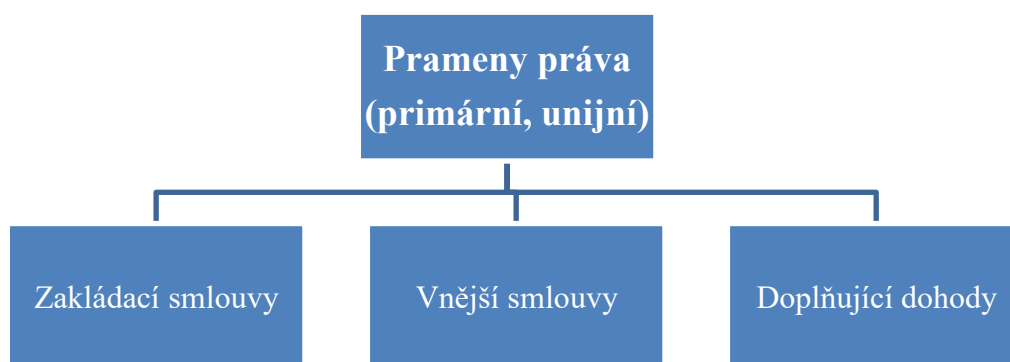 Prameny práva
(primární, unijní)
Zakládací smlouvy
Vnější smlouvy
Doplňující dohody